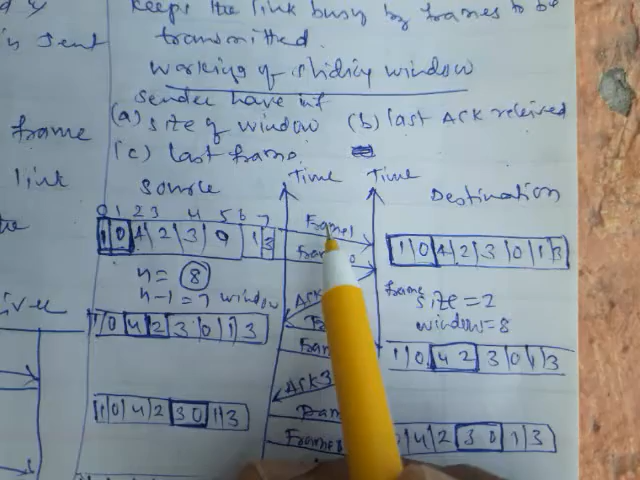 keeps the link busy by frames to be
is sent
transmitted.
working of sliding window
sender have inf
frame
(a) size of window (b) last ACK received
link
(c) last frame.
source Time Time Destination
0 1 2 3 4 5 6 7
1 0 4 2 3 9 1 3
Frame1
1 0 4 2 3 0 1 3
n = 8
n-1 = 7 window
ACK
frame size = 2
window = 8
1 0 4 2 3 0 1 3
1 0 4 2 3 0 1 3
ACK3
1 0 4 2 3 0 1 3
4 2 3 0 1 3